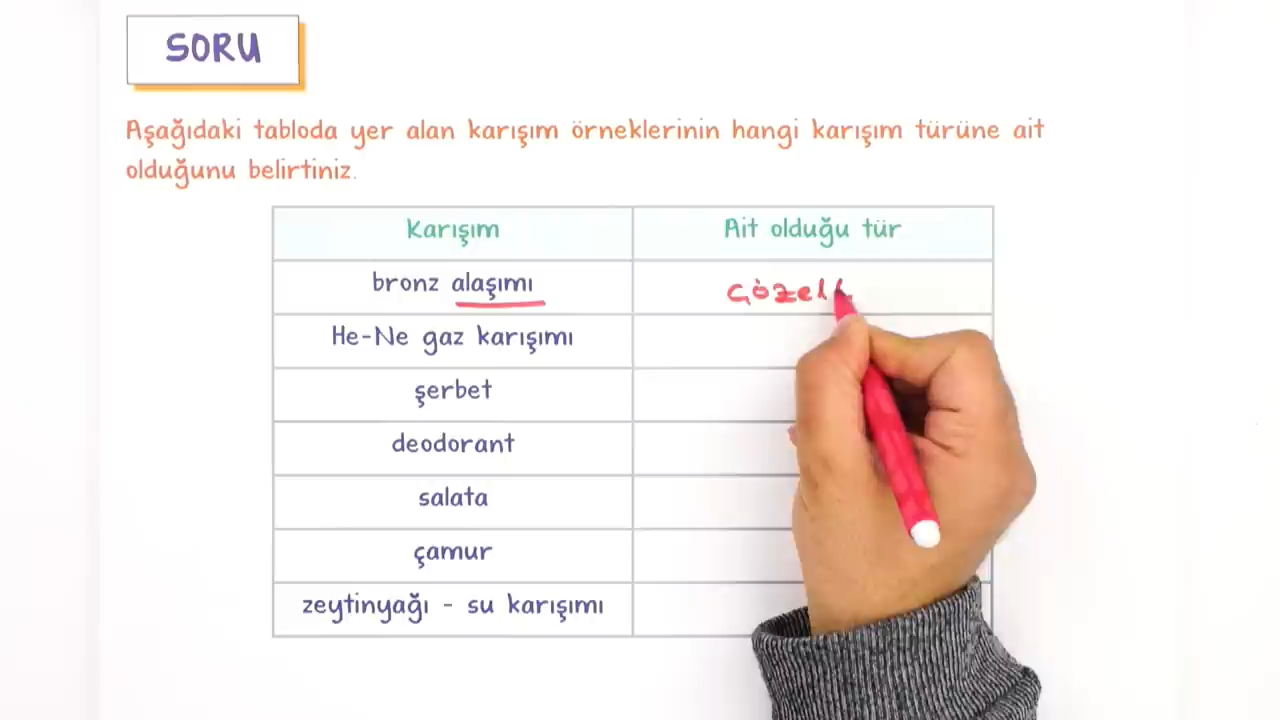 SORU
Aşağıdaki tabloda yer alan karışım örneklerinin hangi karışım türüne ait
olduğunu belirtiniz.
Karışım Ait olduğu tür
bronz alaşımı
He-Ne gaz karışımı
şerbet
deodorant
salata
çamur
zeytinyağı - su karışımı